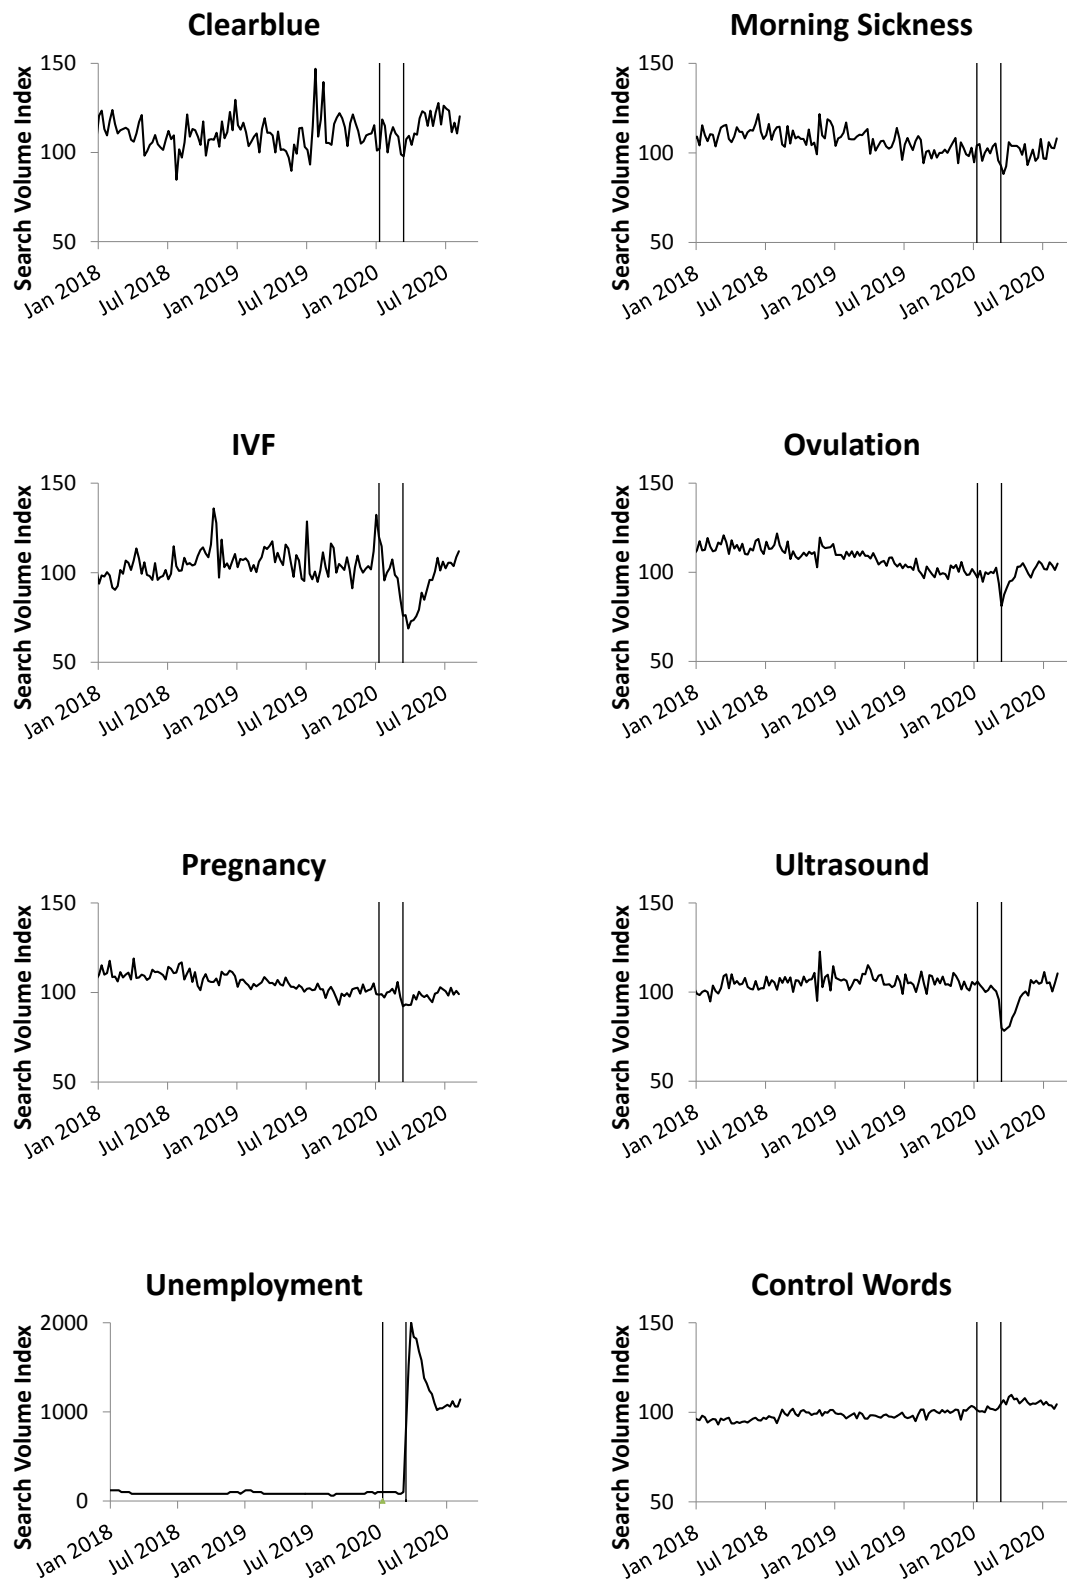 Clearblue
Search Volume Index
150
100
50
Jan 2018
Jul 2018
Jan 2019
Jul 2019
Jan 2020
Jul 2020
Morning Sickness
Search Volume Index
150
100
50
Jan 2018
Jul 2018
Jan 2019
Jul 2019
Jan 2020
Jul 2020
IVF
Search Volume Index
150
100
50
Jan 2018
Jul 2018
Jan 2019
Jul 2019
Jan 2020
Jul 2020
Ovulation
Search Volume Index
150
100
50
Jan 2018
Jul 2018
Jan 2019
Jul 2019
Jan 2020
Jul 2020
Pregnancy
Search Volume Index
150
100
50
Jan 2018
Jul 2018
Jan 2019
Jul 2019
Jan 2020
Jul 2020
Ultrasound
Search Volume Index
150
100
50
Jan 2018
Jul 2018
Jan 2019
Jul 2019
Jan 2020
Jul 2020
Unemployment
Search Volume Index
2000
1000
0
Jan 2018
Jul 2018
Jan 2019
Jul 2019
Jan 2020
Jul 2020
Control Words
Search Volume Index
150
100
50
Jan 2018
Jul 2018
Jan 2019
Jul 2019
Jan 2020
Jul 2020